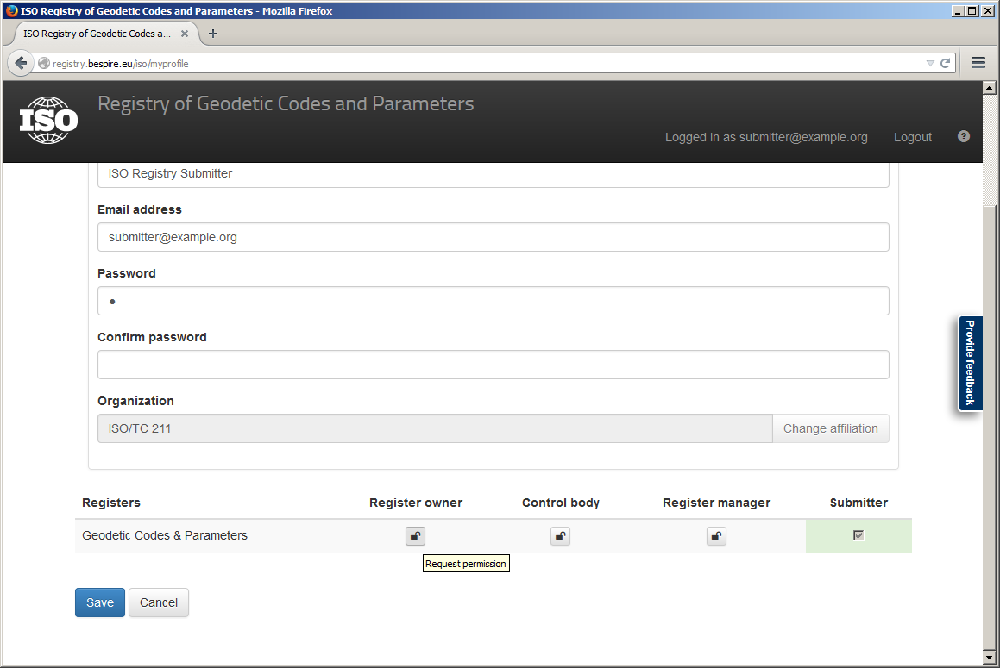 ISO Registry of Geodetic Codes and Parameters - Mozilla Firefox
ISO Registry of Geodetic Codes a...
registry.bespire.eu/iso/myprofile
ISO
Registry of Geodetic Codes and Parameters
Logged in as submitter@example.org Logout ?
ISO Registry Submitter
Email address
submitter@example.org
Password
Confirm password
Organization
ISO/TC 211 Change affiliation
Provide feedback
Registers Register owner Control body Register manager Submitter
Geodetic Codes & Parameters
Request permission
Save Cancel